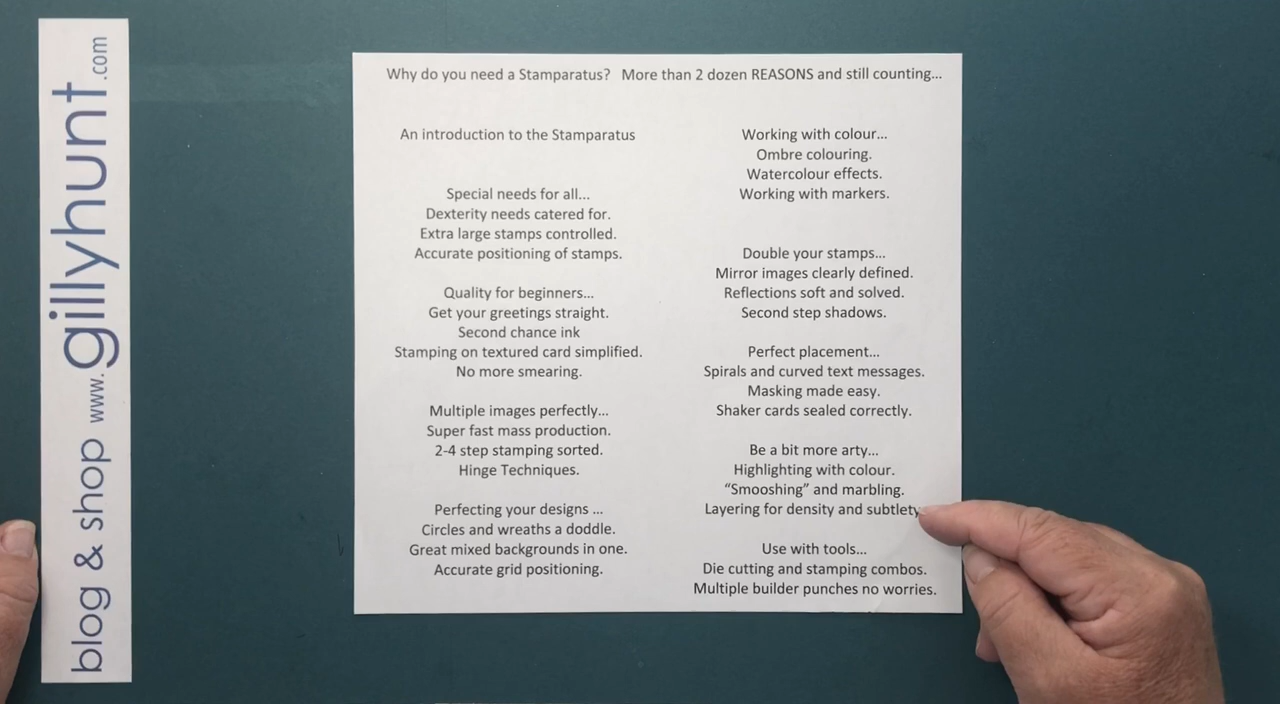 blog & shop www.gillyhunt.com
Why do you need a Stamparatus? More than 2 dozen REASONS and still counting...
An introduction to the Stamparatus
Special needs for all...
Dexterity needs catered for.
Extra large stamps controlled.
Accurate positioning of stamps.
Quality for beginners...
Get your greetings straight.
Second chance ink
Stamping on textured card simplified.
No more smearing.
Multiple images perfectly...
Super fast mass production.
2-4 step stamping sorted.
Hinge Techniques.
Perfecting your designs ...
Circles and wreaths a doddle.
Great mixed backgrounds in one.
Accurate grid positioning.
Working with colour...
Ombre colouring.
Watercolour effects.
Working with markers.
Double your stamps...
Mirror images clearly defined.
Reflections soft and solved.
Second step shadows.
Perfect placement...
Spirals and curved text messages.
Masking made easy.
Shaker cards sealed correctly.
Be a bit more arty...
Highlighting with colour.
“Smooshing” and marbling.
Layering for density and subtlety
Use with tools...
Die cutting and stamping combos.
Multiple builder punches no worries.